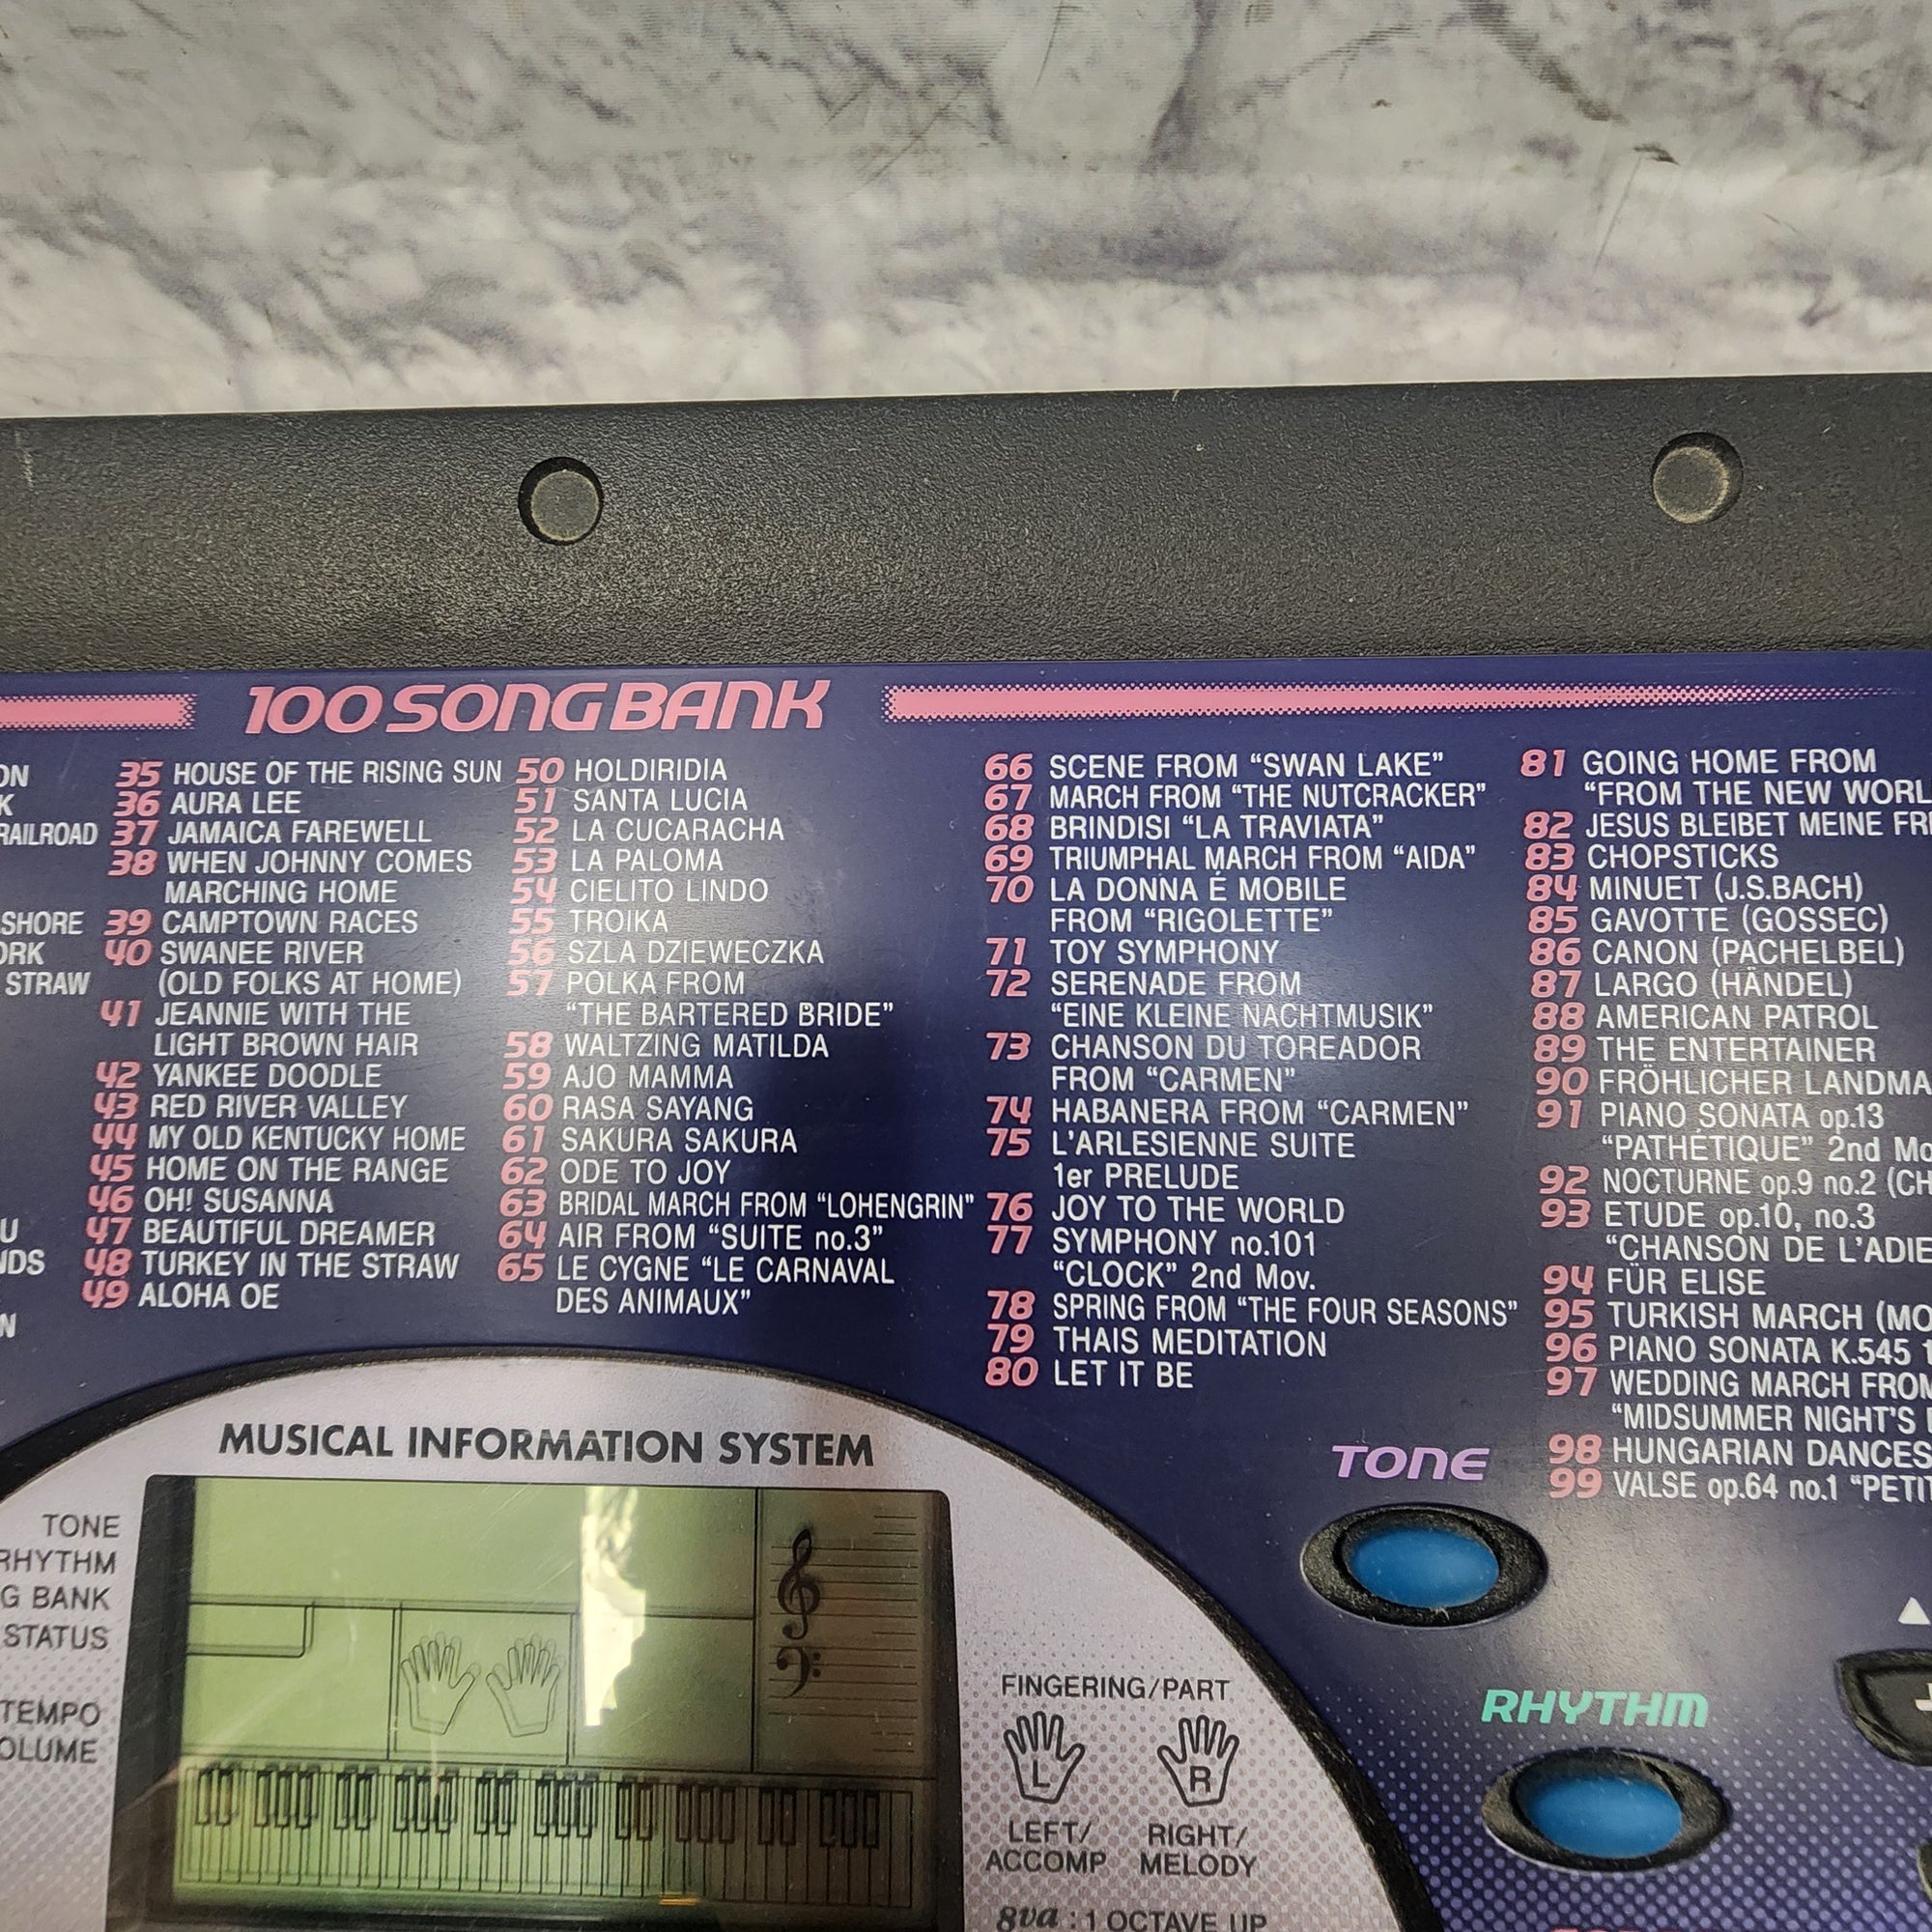 100 SONG BANK
RAILROAD
SHORE
STRAW
35 HOUSE OF THE RISING SUN
36 AURA LEE
37 JAMAICA FAREWELL
38 WHEN JOHNNY COMES
MARCHING HOME
39 CAMPTOWN RACES
40 SWANEE RIVER
(OLD FOLKS AT HOME)
41 JEANNIE WITH THE
LIGHT BROWN HAIR
42 YANKEE DOODLE
43 RED RIVER VALLEY
44 MY OLD KENTUCKY HOME
45 HOME ON THE RANGE
46 OH! SUSANNA
47 BEAUTIFUL DREAMER
48 TURKEY IN THE STRAW
49 ALOHA OE
50 HOLDIRIDIA
51 SANTA LUCIA
52 LA CUCARACHA
53 LA PALOMA
54 CIELITO LINDO
55 TROIKA
56 SZLA DZIEWECZKA
57 POLKA FROM
“THE BARTERED BRIDE”
58 WALTZING MATILDA
59 AJO MAMMA
60 RASA SAYANG
61 SAKURA SAKURA
62 ODE TO JOY
63 BRIDAL MARCH FROM “LOHENGRIN”
64 AIR FROM “SUITE no.3”
65 LE CYGNE “LE CARNAVAL
DES ANIMAUX”
66 SCENE FROM “SWAN LAKE”
67 MARCH FROM “THE NUTCRACKER”
68 BRINDISI “LA TRAVIATA”
69 TRIUMPHAL MARCH FROM “AIDA”
70 LA DONNA É MOBILE
FROM “RIGOLETTE”
71 TOY SYMPHONY
72 SERENADE FROM
“EINE KLEINE NACHTMUSIK”
73 CHANSON DU TOREADOR
FROM “CARMEN”
74 HABANERA FROM “CARMEN”
75 L’ARLESIENNE SUITE
1er PRELUDE
76 JOY TO THE WORLD
77 SYMPHONY no.101
“CLOCK” 2nd Mov.
78 SPRING FROM “THE FOUR SEASONS”
79 THAIS MEDITATION
80 LET IT BE
81 GOING HOME FROM
“FROM THE NEW WORL
82 JESUS BLEIBET MEINE FR
83 CHOPSTICKS
84 MINUET (J.S.BACH)
85 GAVOTTE (GOSSEC)
86 CANON (PACHELBEL)
87 LARGO (HÄNDEL)
88 AMERICAN PATROL
89 THE ENTERTAINER
90 FRÖHLICHER LANDMA
91 PIANO SONATA op.13
“PATHÉTIQUE” 2nd Mo
92 NOCTURNE op.9 no.2 (CH
93 ETUDE op.10, no.3
“CHANSON DE L’ADIE
94 FÜR ELISE
95 TURKISH MARCH (MO
96 PIANO SONATA K.545 1
97 WEDDING MARCH FROM
“MIDSUMMER NIGHT’S
98 HUNGARIAN DANCES
99 VALSE op.64 no.1 “PETIT
MUSICAL INFORMATION SYSTEM
TONE
RHYTHM
G BANK
STATUS
TEMPO
OLUME
FINGERING/PART
L R
LEFT/
ACCOMP
RIGHT/
MELODY
8va : 1 OCTAVE UP
TONE
RHYTHM